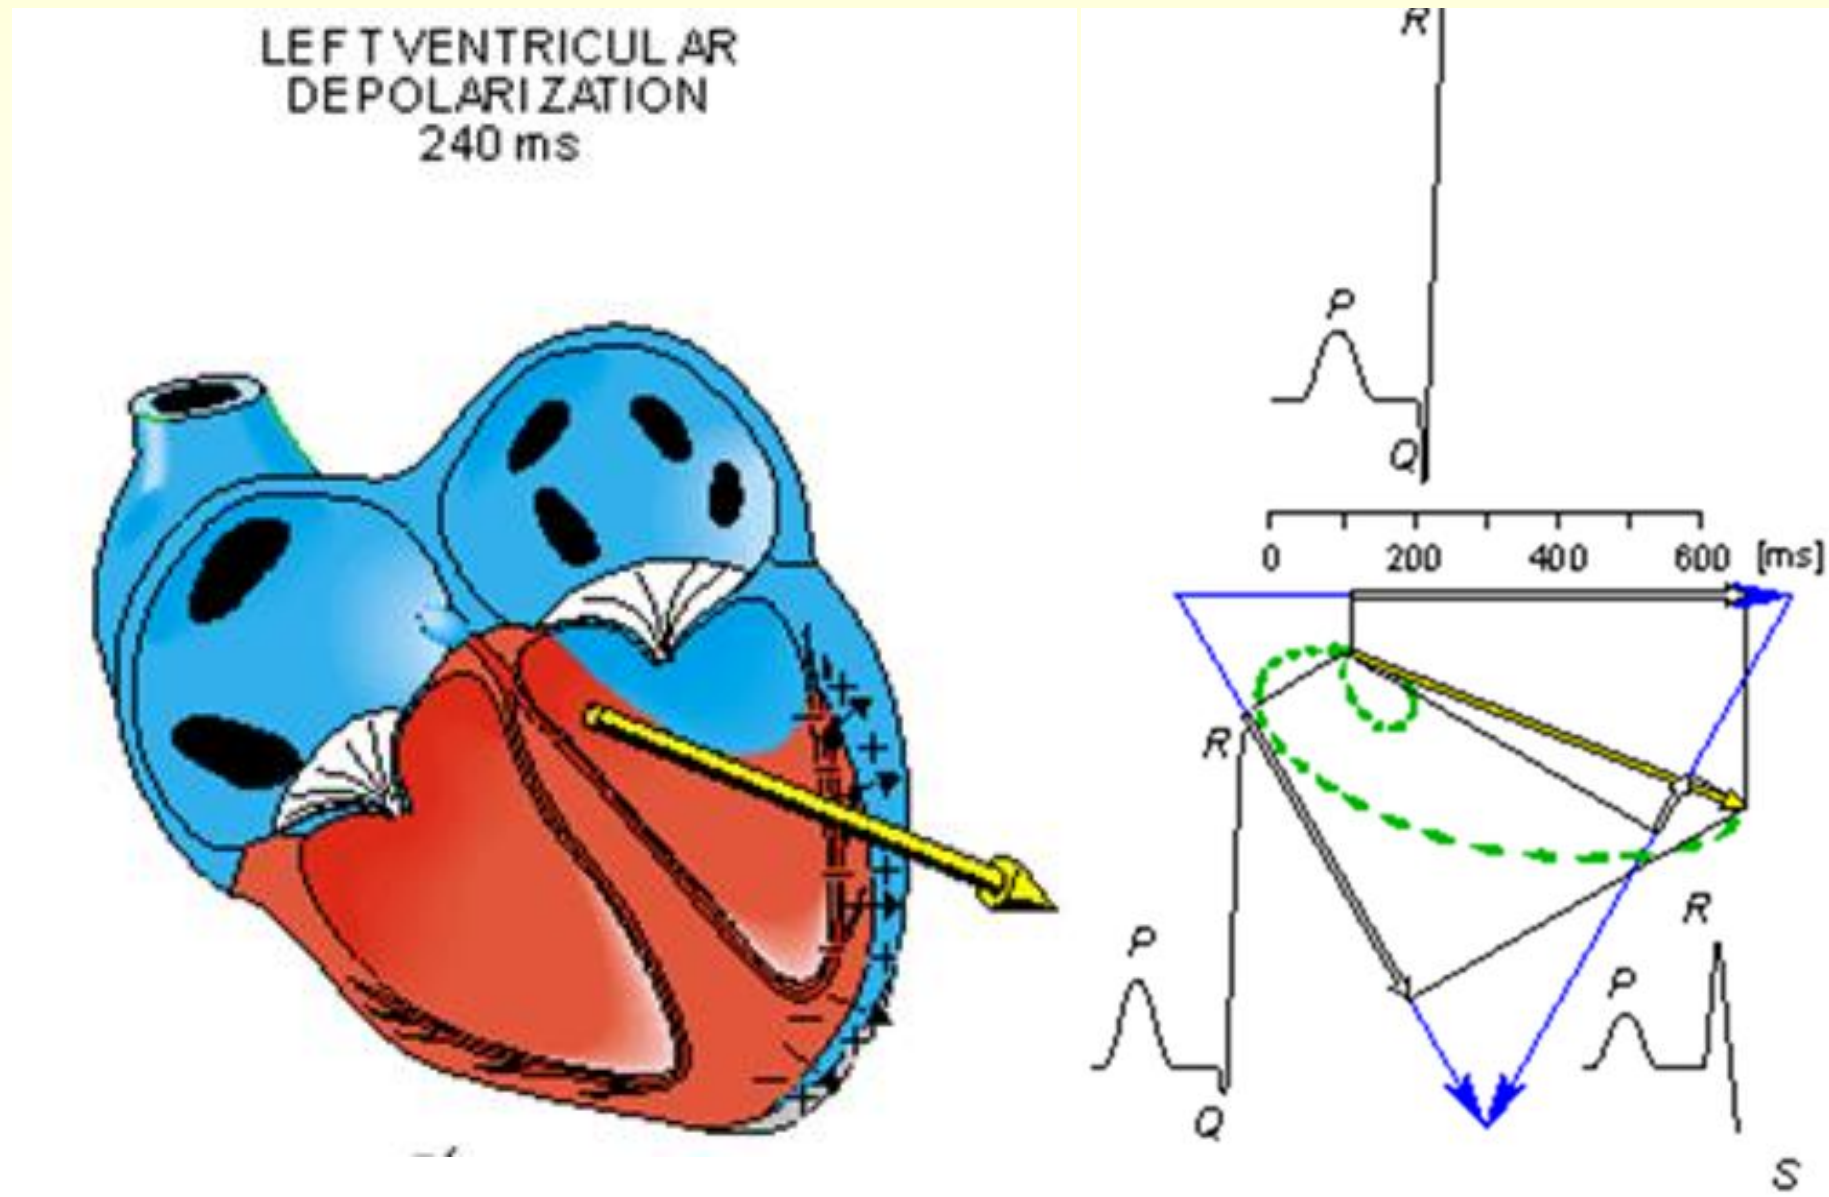 LEFT VENTRICULAR
DEPOLARIZATION
240 ms
R
P
Q
0 200 400 600 [ms]
R
R
P
P
Q
S